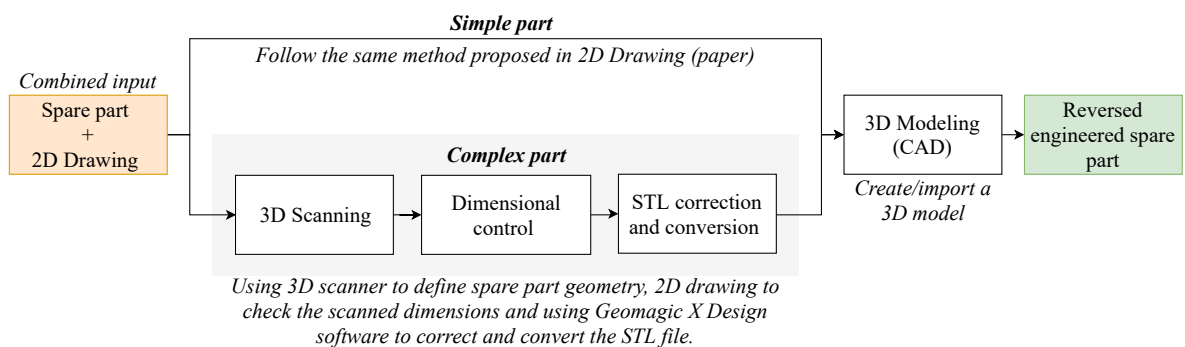 Simple part
Follow the same method proposed in 2D Drawing (paper)
Combined input
Spare part
+
2D Drawing
Complex part
3D Scanning
Dimensional
control
STL correction
and conversion
Using 3D scanner to define spare part geometry, 2D drawing to
check the scanned dimensions and using Geomagic X Design
software to correct and convert the STL file.
3D Modeling
(CAD)
Create/import a
3D model
Reversed
engineered spare
part